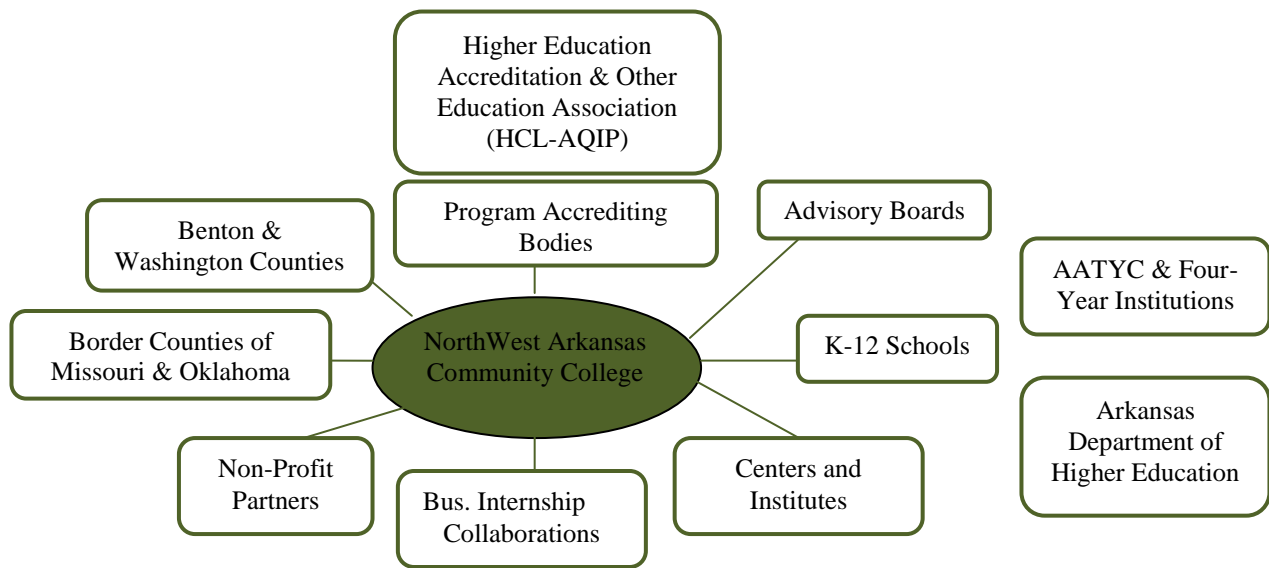 Higher Education
Accreditation & Other
Education Association
(HCL-AQIP)
Program Accrediting
Bodies
Advisory Boards
Benton &
Washington Counties
AATYC & Four-
Year Institutions
Border Counties of
Missouri & Oklahoma
NorthWest Arkansas
Community College
K-12 Schools
Arkansas
Department of
Higher Education
Non-Profit
Partners
Bus. Internship
Collaborations
Centers and
Institutes